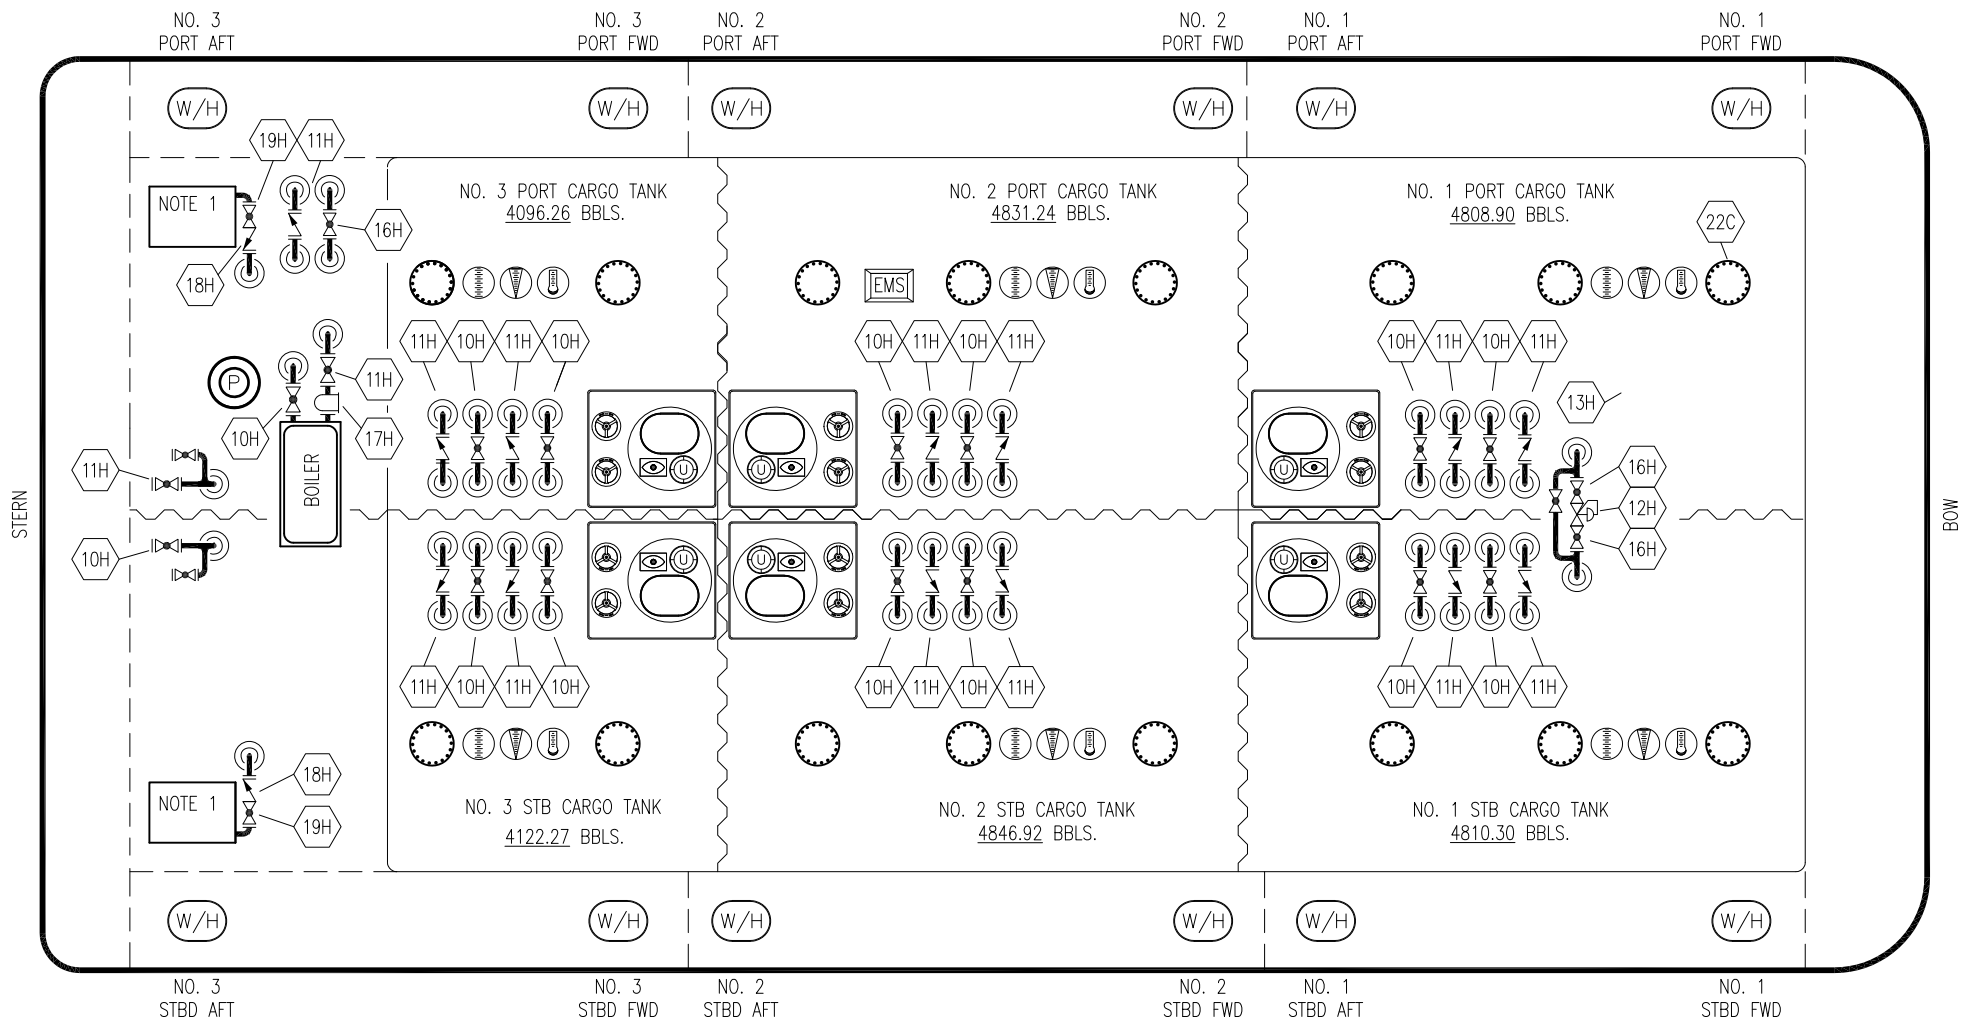 NO. 3
PORT AFT
NO. 3
PORT FWD
NO. 2
PORT AFT
NO. 2
PORT FWD
NO. 1
PORT AFT
NO. 1
PORT FWD
W/H
W/H
W/H
W/H
W/H
W/H
19H
11H
NOTE 1
16H
18H
NO. 3 PORT CARGO TANK
4096.26 BBLS.
NO. 2 PORT CARGO TANK
4831.24 BBLS.
NO. 1 PORT CARGO TANK
4808.90 BBLS.
22C
EMS
11H
10H
11H
10H
10H
11H
10H
11H
10H
11H
10H
11H
P
11H
10H
17H
BOILER
13H
U
U
U
11H
10H
16H
12H
16H
STERN
BOW
U
U
U
11H
10H
11H
10H
10H
11H
10H
11H
10H
11H
10H
11H
18H
NOTE 1
19H
NO. 3 STB CARGO TANK
4122.27 BBLS.
NO. 2 STB CARGO TANK
4846.92 BBLS.
NO. 1 STB CARGO TANK
4810.30 BBLS.
W/H
W/H
W/H
W/H
W/H
W/H
NO. 3
STBD AFT
NO. 3
STBD FWD
NO. 2
STBD AFT
NO. 2
STBD FWD
NO. 1
STBD AFT
NO. 1
STBD FWD